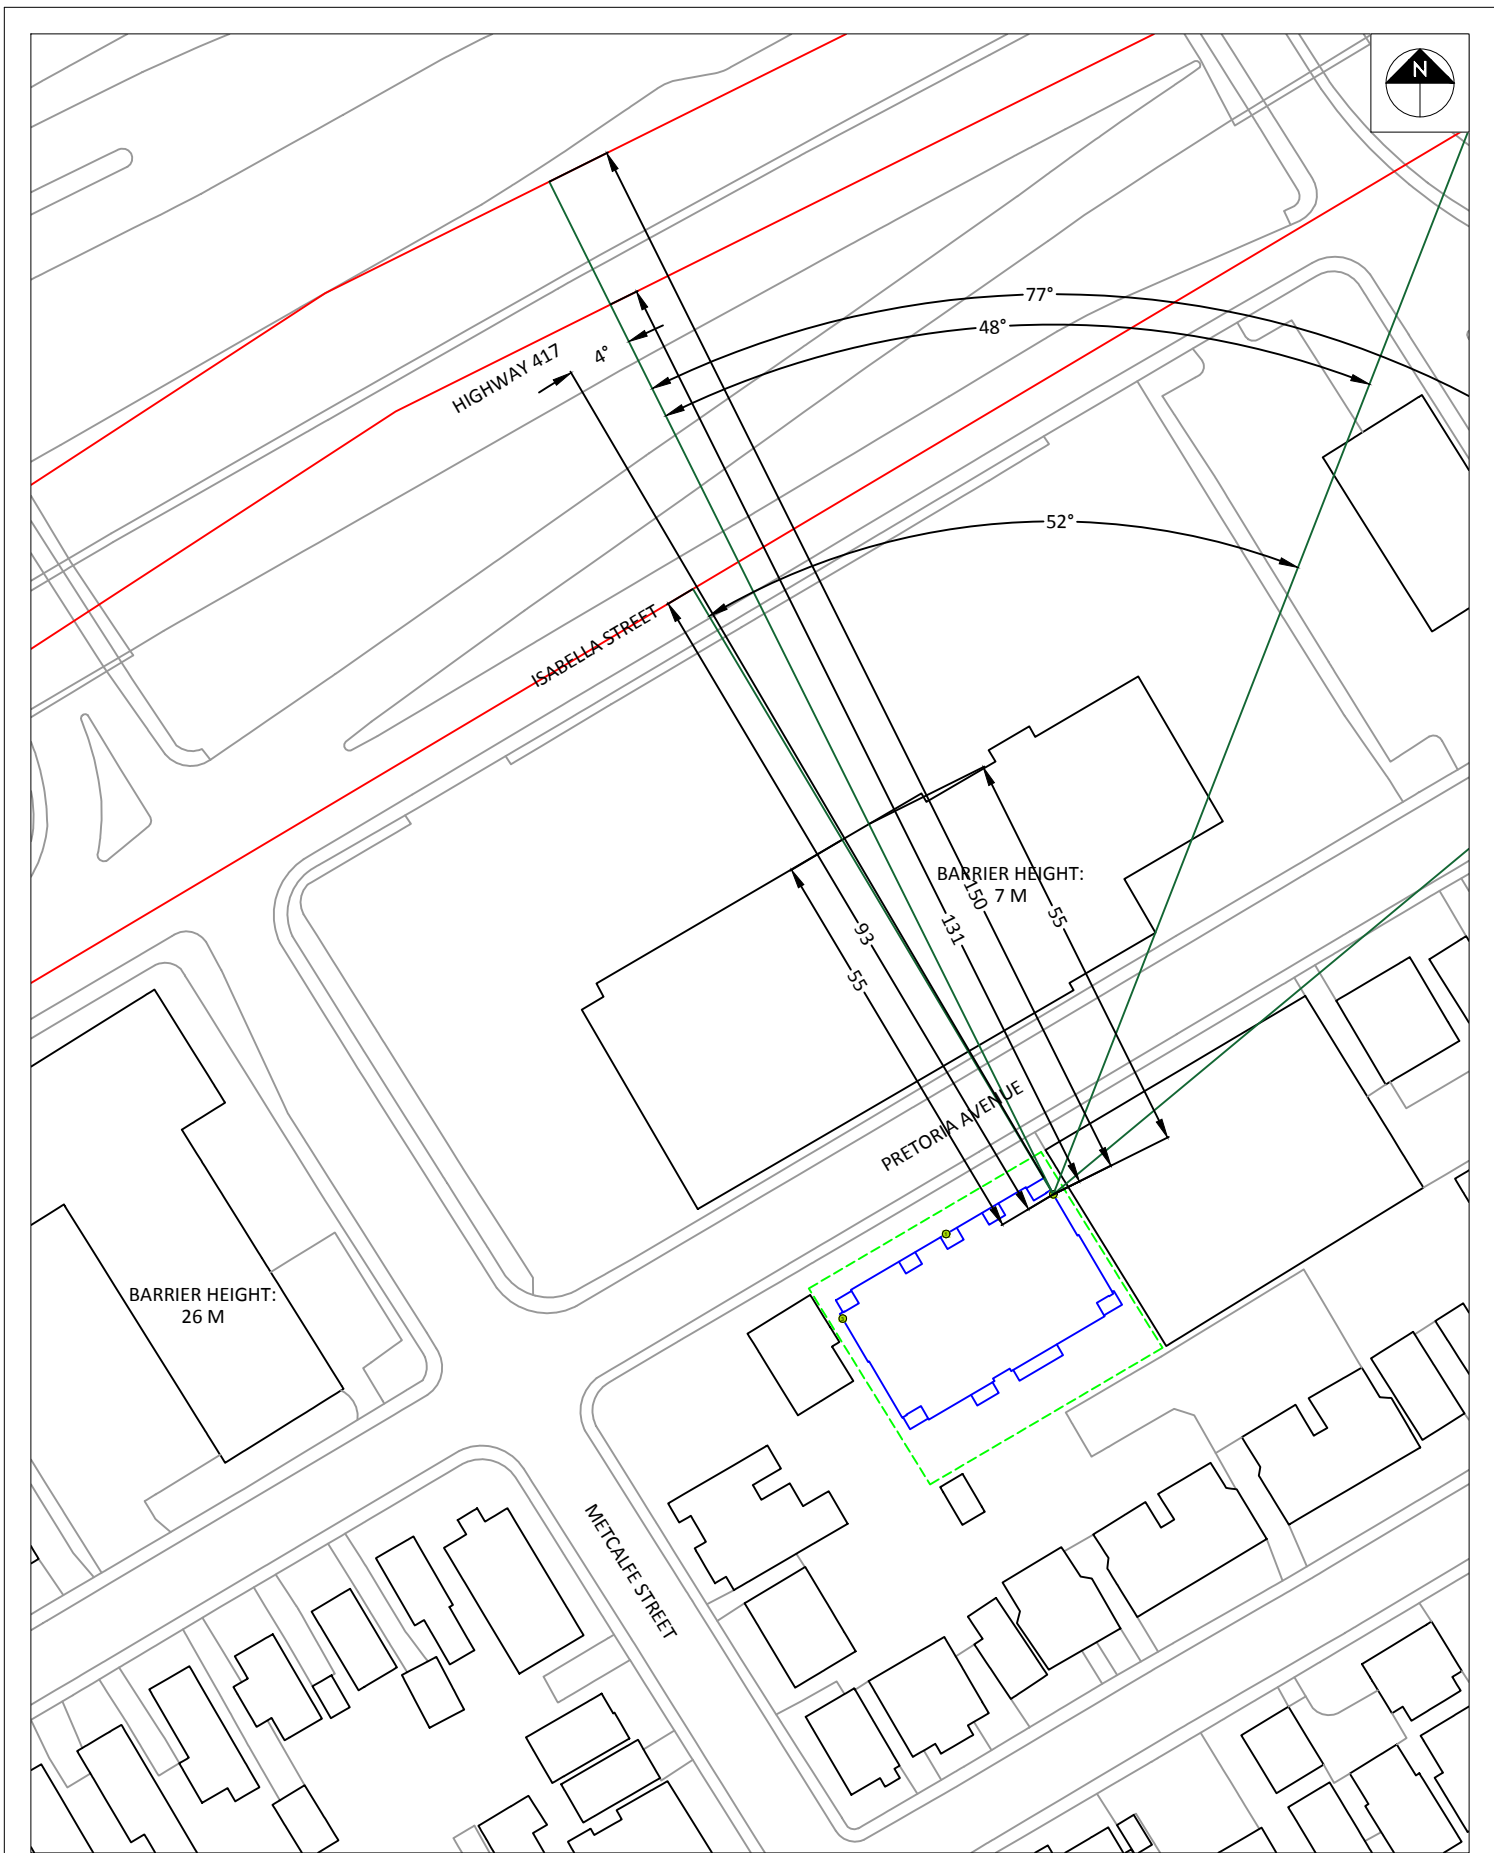 N
77°
48°
4°
HIGHWAY 417
52°
ISABELLA STREET
BARRIER HEIGHT:
7 M
150
55
131
93
55
PRETORIA AVENUE
BARRIER HEIGHT:
26 M
METCALFE STREET